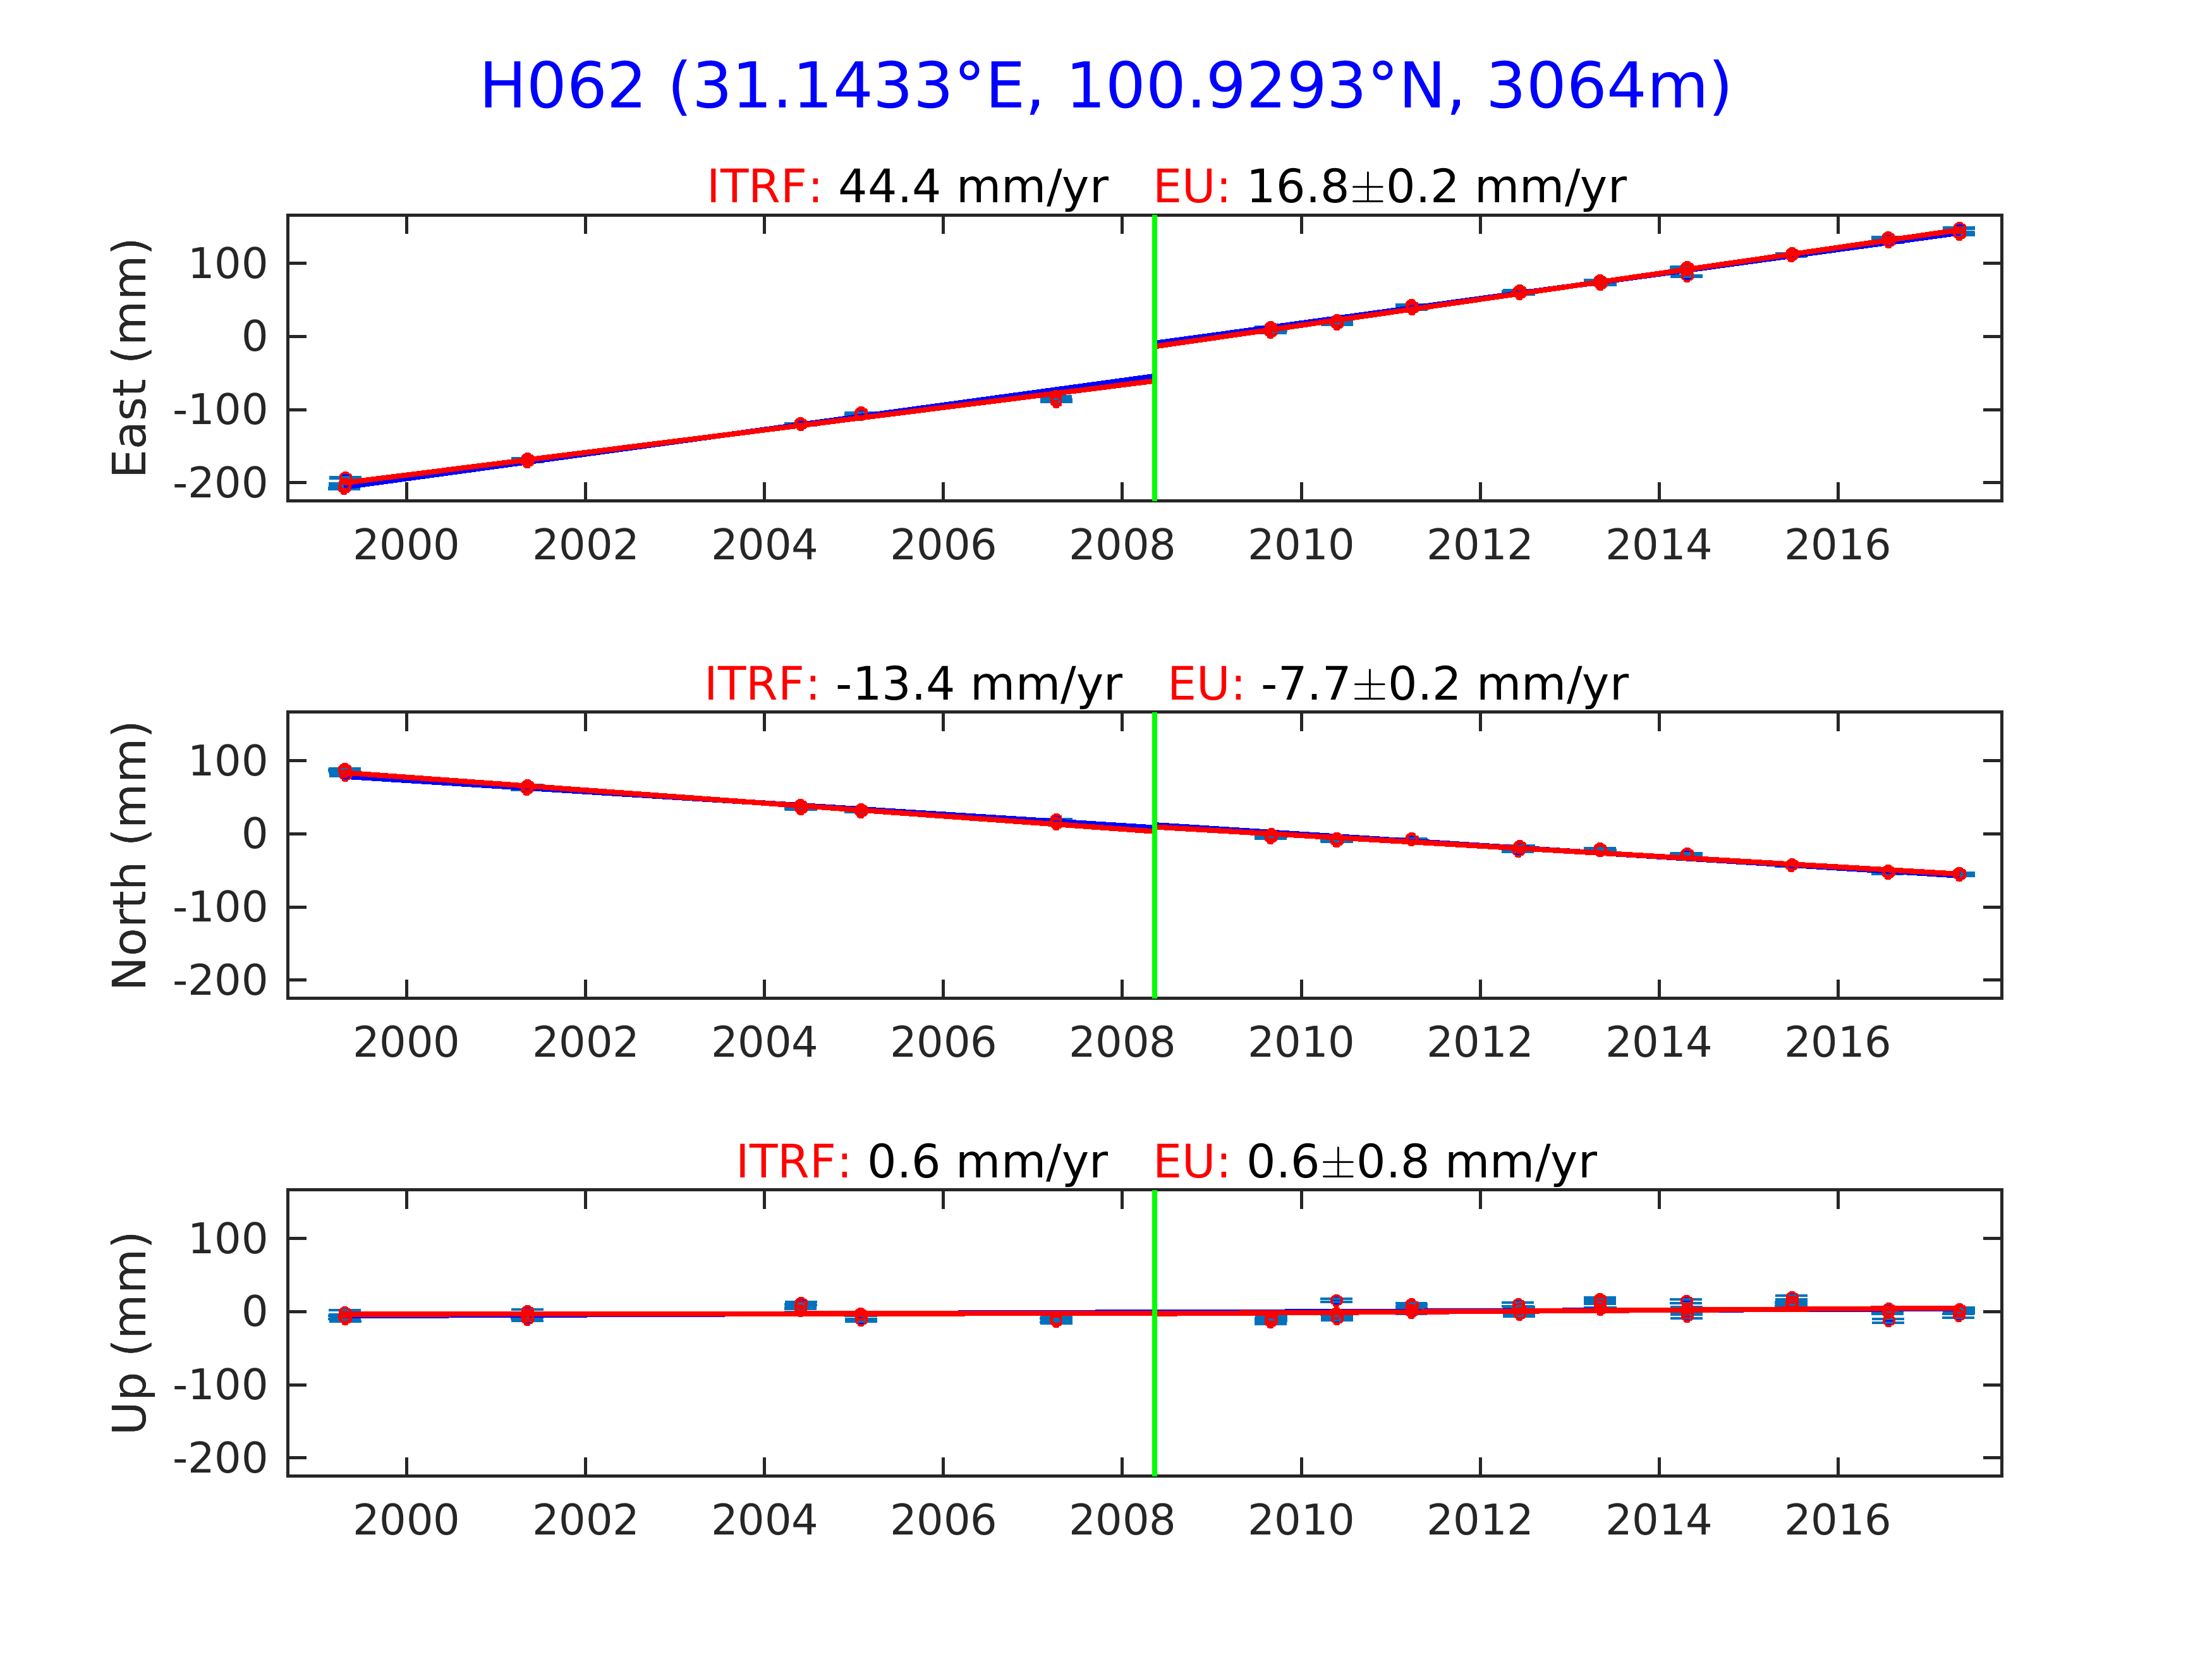 H062 (31.1433°E, 100.9293°N, 3064m)
ITRF: 44.4 mm/yr EU: 16.8±0.2 mm/yr
East (mm)
100
0
-100
-200
2000 2002 2004 2006 2008 2010 2012 2014 2016
ITRF: -13.4 mm/yr EU: -7.7±0.2 mm/yr
North (mm)
100
0
-100
-200
2000 2002 2004 2006 2008 2010 2012 2014 2016
ITRF: 0.6 mm/yr EU: 0.6±0.8 mm/yr
Up (mm)
100
0
-100
-200
2000 2002 2004 2006 2008 2010 2012 2014 2016